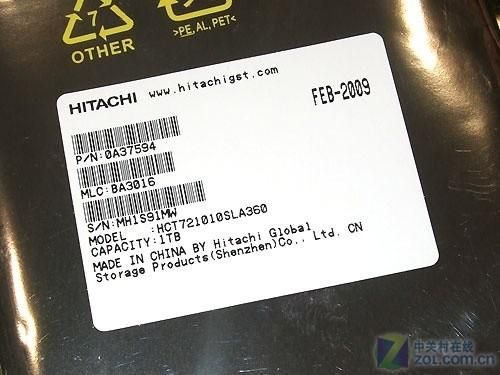 7
OTHER
>PE, AL, PET<
HITACHI www.hitachigst.com
FEB-2009
P/N:0A37594
MLC:BA3016
S/N:MH1S91MW
MODEL :HCT721010SLA360
CAPACITY:1TB
MADE IN CHINA BY Hitachi Global
Storage Products(Shenzhen)Co., Ltd. CN
Z 中关村在线
zol.com.cn